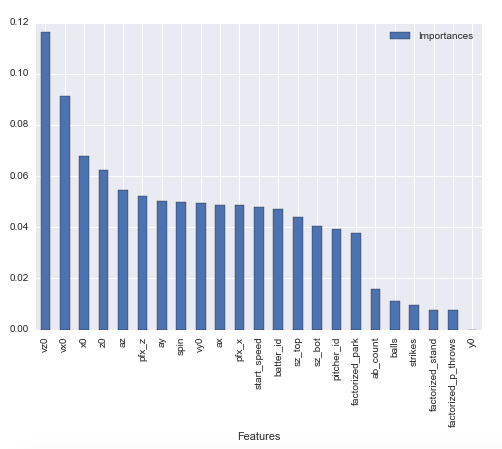 0.12
0.10
0.08
0.06
0.04
0.02
0.00
Importances
vz0
vx0
x0
z0
az
pfx_z
ay
spin
vy0
ax
pfx_x
start_speed
batter_id
sz_top
sz_bot
pitcher_id
factorized_park
ab_count
balls
strikes
factorized_stand
factorized_p_throws
y0
Features